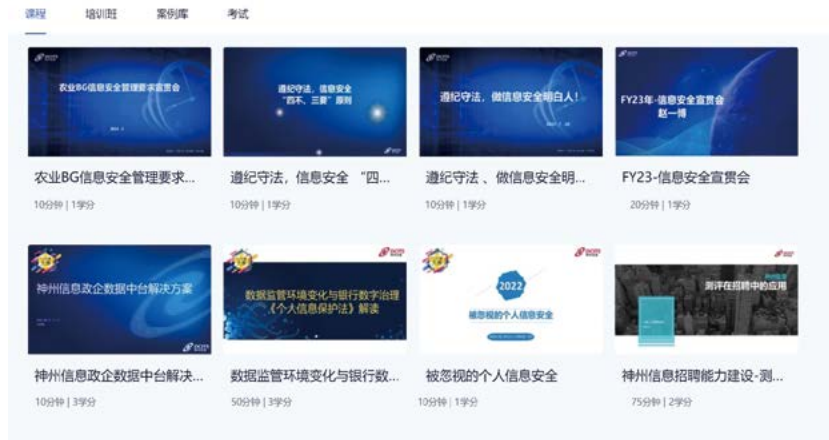 课程 培训班 案例库 考试
农业BG信息安全管理要求宣贯会
遵纪守法,信息安全
“四不、三要”原则
遵纪守法,做信息安全明白人!
FY23年-信息安全宣贯会
赵一博
农业BG信息安全管理要求...
遵纪守法,信息安全 “四...
遵纪守法、做信息安全明...
FY23-信息安全宣贯会
10分钟 | 1学分
10分钟 | 1学分
10分钟 | 1学分
20分钟 | 1学分
神州信息政企数据中台解决方案
数据监管环境变化与银行数字治理
《个人信息保护法》解读
2022
被忽视的个人信息安全
测评在招聘中的应用
神州信息政企数据中台解决...
数据监管环境变化与银行数...
被忽视的个人信息安全
神州信息招聘能力建设-测...
10分钟 | 3学分
50分钟 | 3学分
10分钟 | 1学分
75分钟 | 2学分